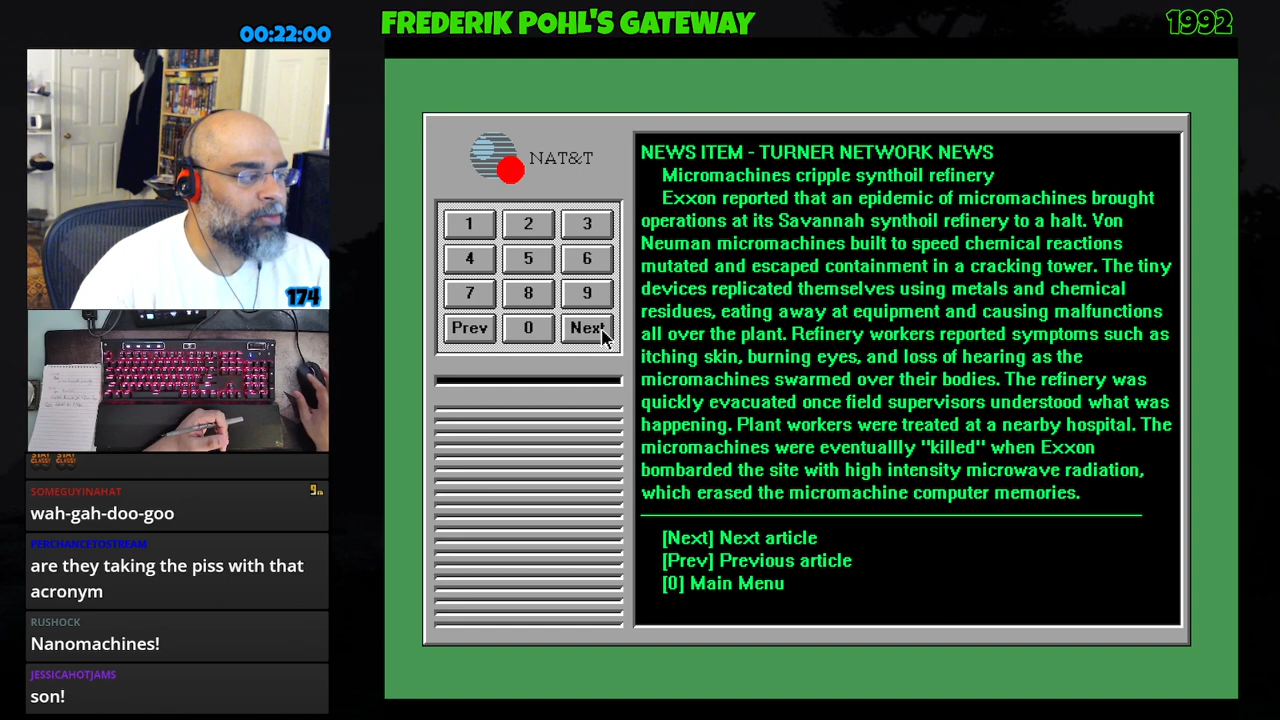 FREDERIK POHL'S GATEWAY
1992
00:22:00
174
NAT&T
1 2 3
4 5 6
7 8 9
Prev 0 Next
NEWS ITEM - TURNER NETWORK NEWS
Micromachines cripple synthoil refinery
Exxon reported that an epidemic of micromachines brought
operations at its Savannah synthoil refinery to a halt. Von
Neuman micromachines built to speed chemical reactions
mutated and escaped containment in a cracking tower. The tiny
devices replicated themselves using metals and chemical
residues, eating away at equipment and causing malfunctions
all over the plant. Refinery workers reported symptoms such as
itching skin, burning eyes, and loss of hearing as the
micromachines swarmed over their bodies. The refinery was
quickly evacuated once field supervisors understood what was
happening. Plant workers were treated at a nearby hospital. The
micromachines were eventuallly "killed" when Exxon
bombarded the site with high intensity microwave radiation,
which erased the micromachine computer memories.
[Next] Next article
[Prev] Previous article
[0] Main Menu
SOMEGUYINAHAT
wah-gah-doo-goo
PERCHANCETOSTREAM
are they taking the piss with that
acronym
RUSHOCK
Nanomachines!
JESSICAHOTJAMS
son!